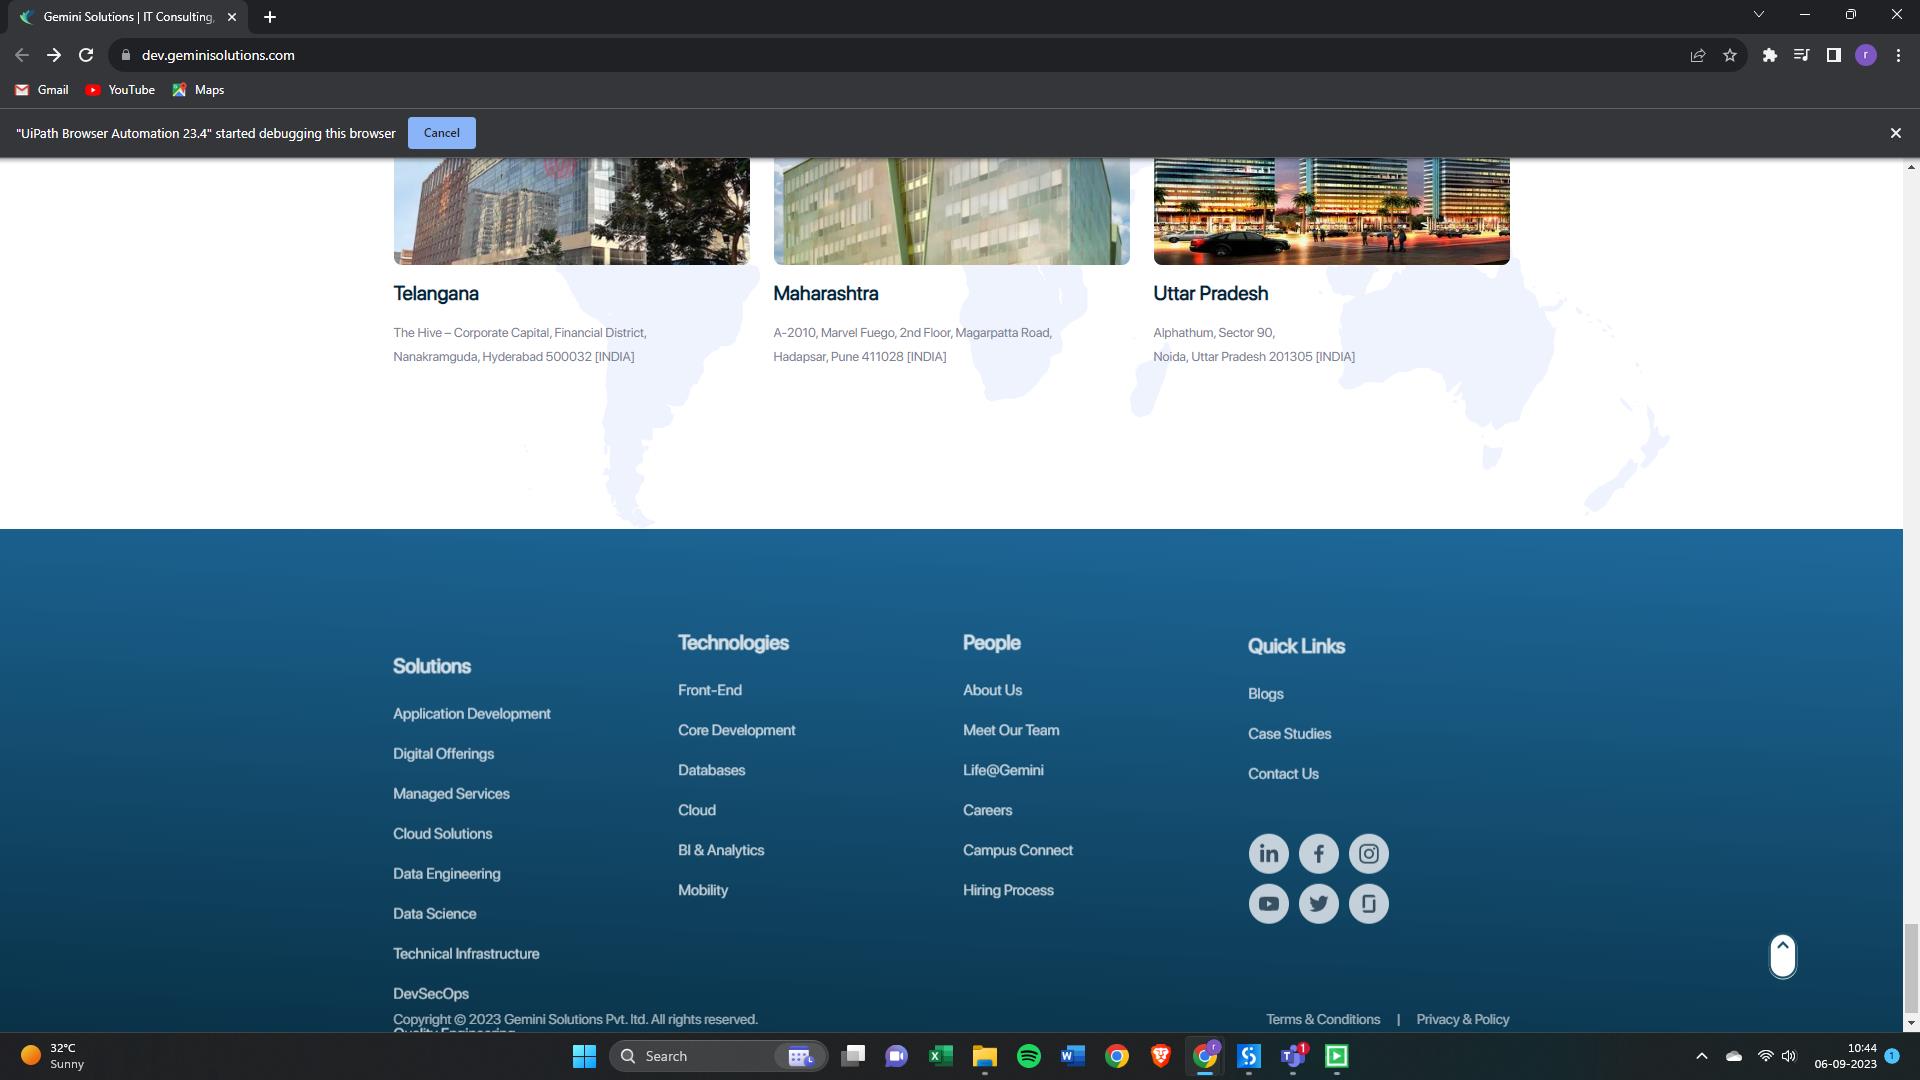 Gemini Solutions | IT Consulting,
dev.geminisolutions.com
Gmail
YouTube
Maps
"UiPath Browser Automation 23.4" started debugging this browser
Cancel
Telangana
The Hive – Corporate Capital, Financial District,
Nanakramguda, Hyderabad 500032 [INDIA]
Maharashtra
A-2010, Marvel Fuego, 2nd Floor, Magarpatta Road,
Hadapsar, Pune 411028 [INDIA]
Uttar Pradesh
Alphathum, Sector 90,
Noida, Uttar Pradesh 201305 [INDIA]
Solutions
Application Development
Digital Offerings
Managed Services
Cloud Solutions
Data Engineering
Data Science
Technical Infrastructure
DevSecOps
Quality Engineering
Technologies
Front-End
Core Development
Databases
Cloud
BI & Analytics
Mobility
People
About Us
Meet Our Team
Life@Gemini
Careers
Campus Connect
Hiring Process
Quick Links
Blogs
Case Studies
Contact Us
Copyright © 2023 Gemini Solutions Pvt. ltd. All rights reserved.
Terms & Conditions | Privacy & Policy
32°C
Sunny
Search
10:44
06-09-2023